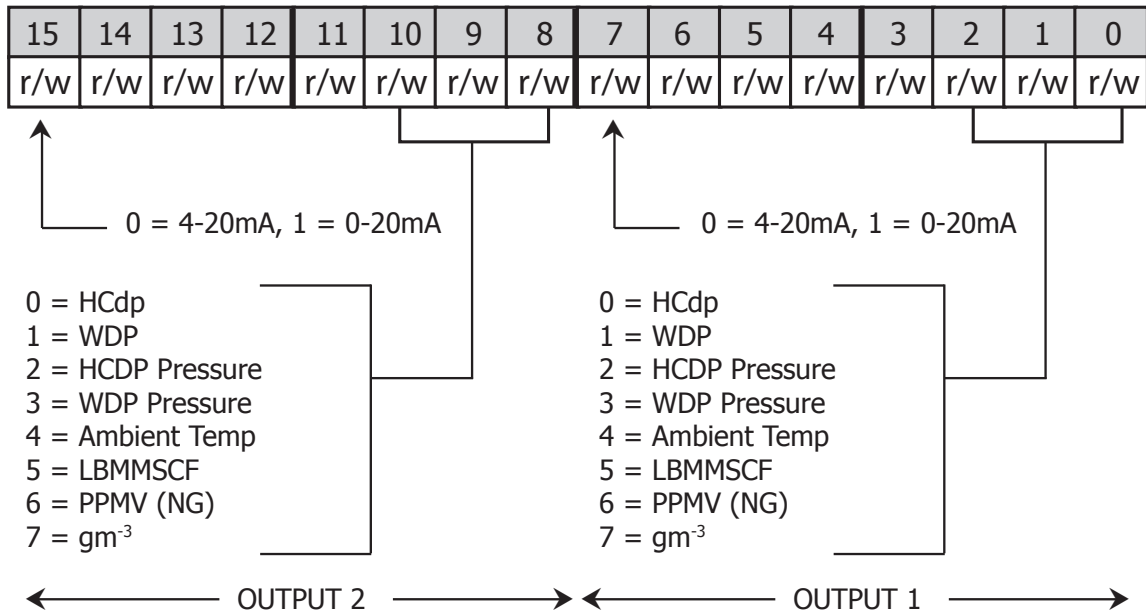 15 14 13 12 11 10 9 8 7 6 5 4 3 2 1 0
r/w r/w r/w r/w r/w r/w r/w r/w r/w r/w r/w r/w r/w r/w r/w r/w
0 = 4-20mA, 1 = 0-20mA
0 = HCdp
1 = WDP
2 = HCDP Pressure
3 = WDP Pressure
4 = Ambient Temp
5 = LBMMSCF
6 = PPMV (NG)
7 = gm⁻³
OUTPUT 2
0 = 4-20mA, 1 = 0-20mA
0 = HCdp
1 = WDP
2 = HCDP Pressure
3 = WDP Pressure
4 = Ambient Temp
5 = LBMMSCF
6 = PPMV (NG)
7 = gm⁻³
OUTPUT 1